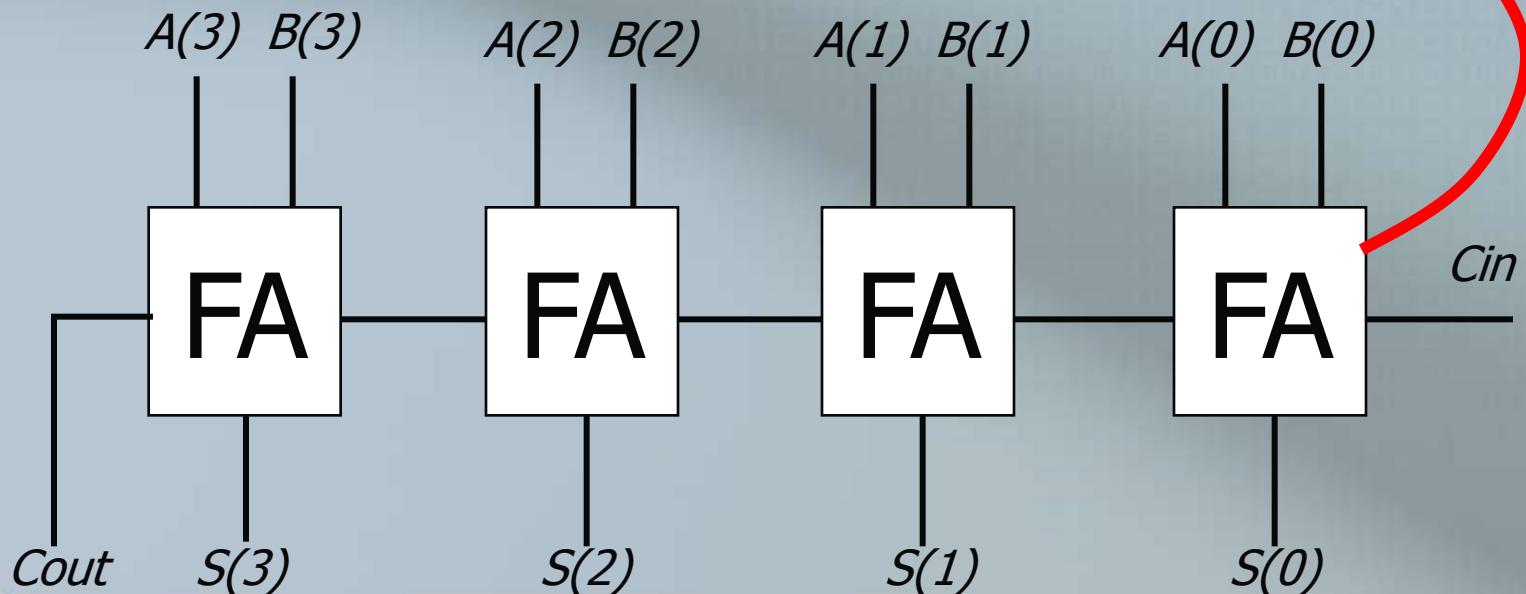 A(3) B(3) A(2) B(2) A(1) B(1) A(0) B(0)
Cin
FA FA FA FA
Cout S(3) S(2) S(1) S(0)